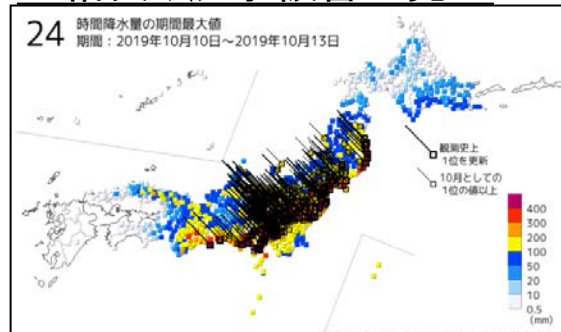 24 時間降水量の期間最大値
期間:2019年10月10日~2019年10月13日
観測史上
1位を更新
10月としての
1位の値以上
400
300
200
100
50
20
10
0.5
(mm)